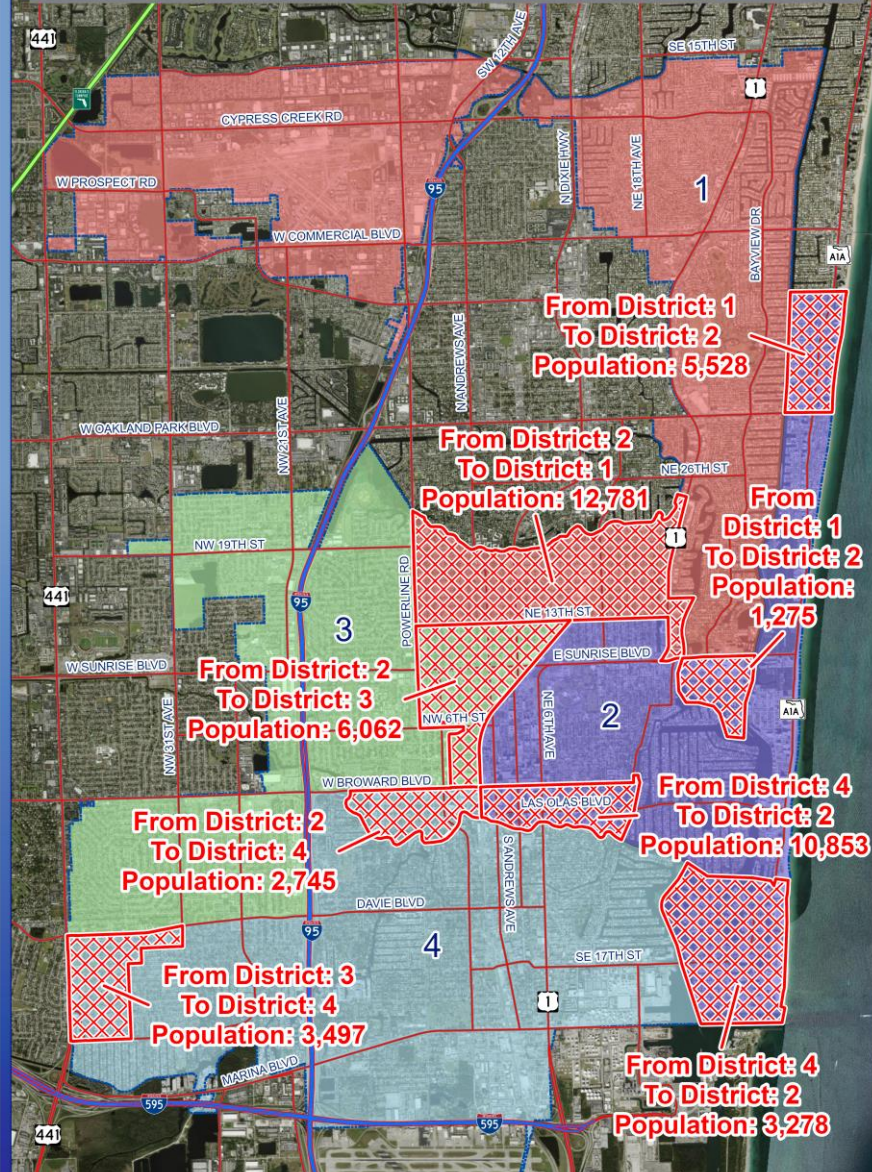 441
SW 12TH AVE
SE 15TH ST
1
CYPRESS CREEK RD
W PROSPECT RD
95
N DIXIE HWY
NE 18TH AVE
1
W COMMERCIAL BLVD
BAYVIEW DR
A1A
From District: 1
To District: 2
Population: 5,528
N ANDREWS AVE
NW 21ST AVE
W OAKLAND PARK BLVD
From District: 2
To District: 1
Population: 12,781
NE 26TH ST
From
District: 1
To District: 2
Population:
1,275
1
NW 19TH ST
POWERLINE RD
441
95
NE 13TH ST
3
W SUNRISE BLVD
E SUNRISE BLVD
From District: 2
To District: 3
Population: 6,062
NW 6TH ST
NE 6TH AVE
2
A1A
NW 31ST AVE
W BROWARD BLVD
LAS OLAS BLVD
From District: 4
To District: 2
Population: 10,853
From District: 2
To District: 4
Population: 2,745
S ANDREWS AVE
DAVIE BLVD
95
4
SE 17TH ST
From District: 3
To District: 4
Population: 3,497
1
MARINA BLVD
From District: 4
To District: 2
Population: 3,278
595
595
441